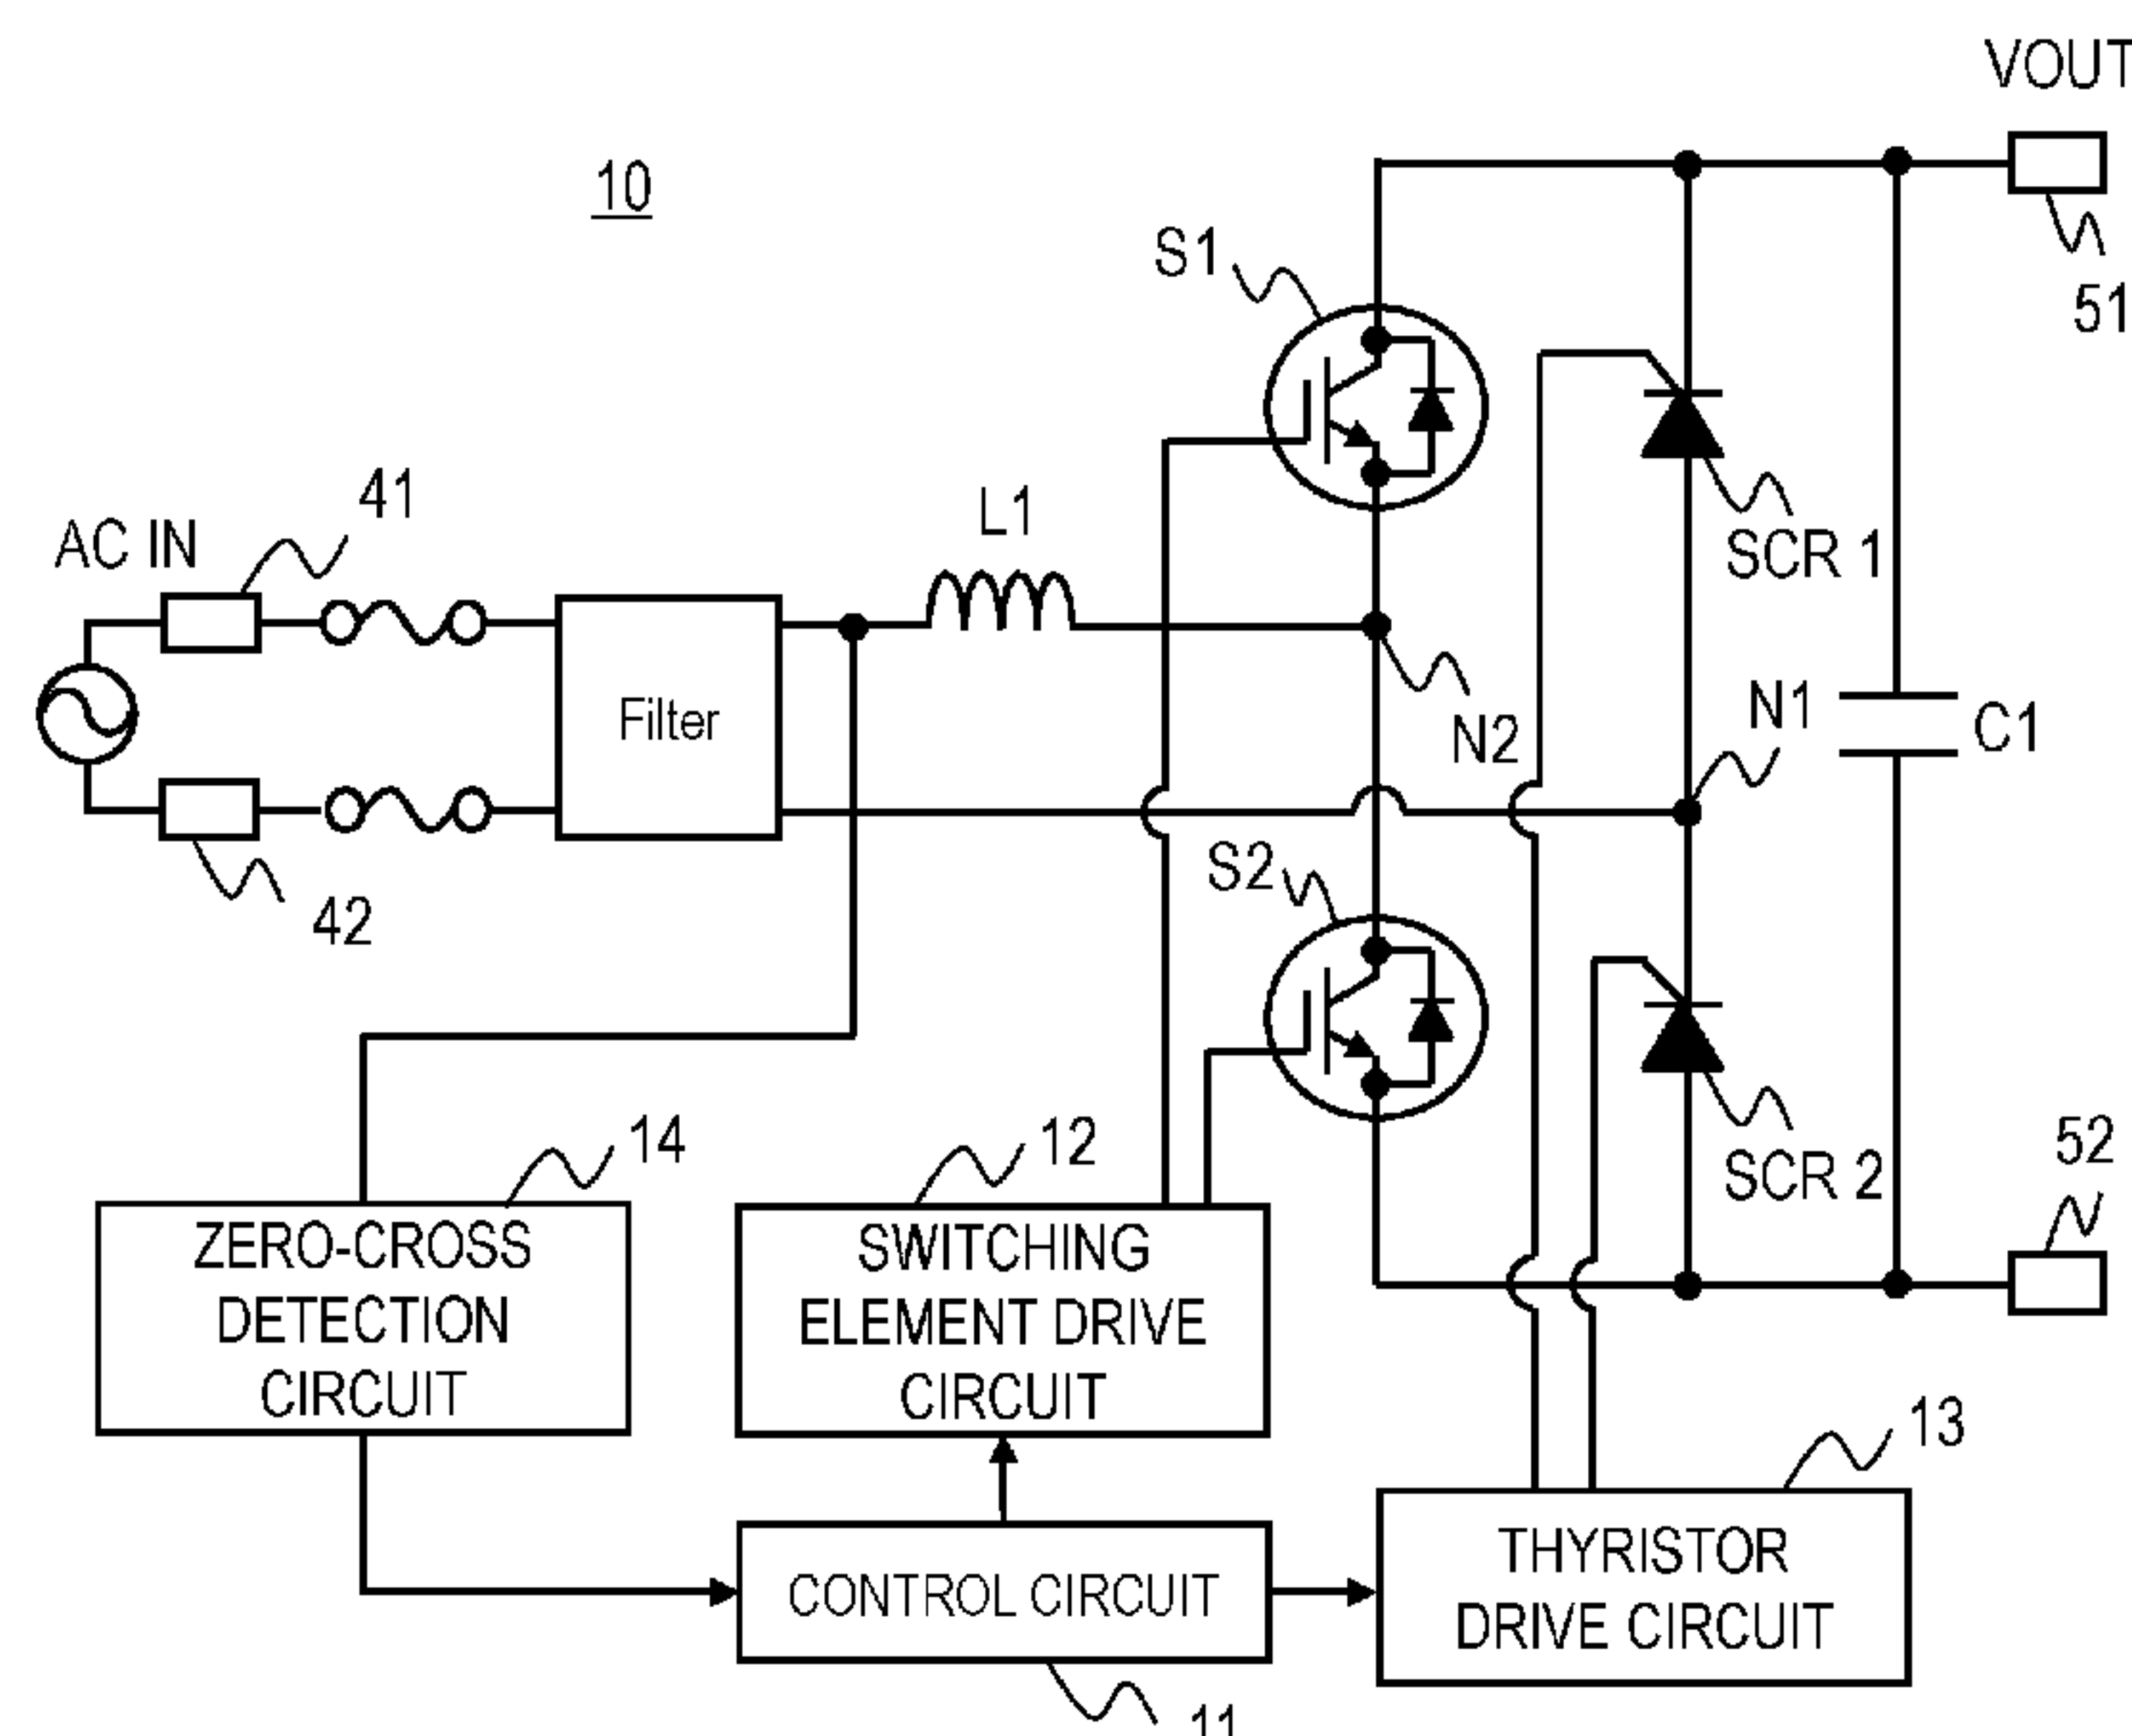 VOUT
10
S1
51
41
AC IN
L1
SCR 1
Filter
N2
N1
C1
S2
42
14
12
52
SCR 2
ZERO-CROSS
DETECTION
CIRCUIT
SWITCHING
ELEMENT DRIVE
CIRCUIT
13
CONTROL CIRCUIT
THYRISTOR
DRIVE CIRCUIT
11